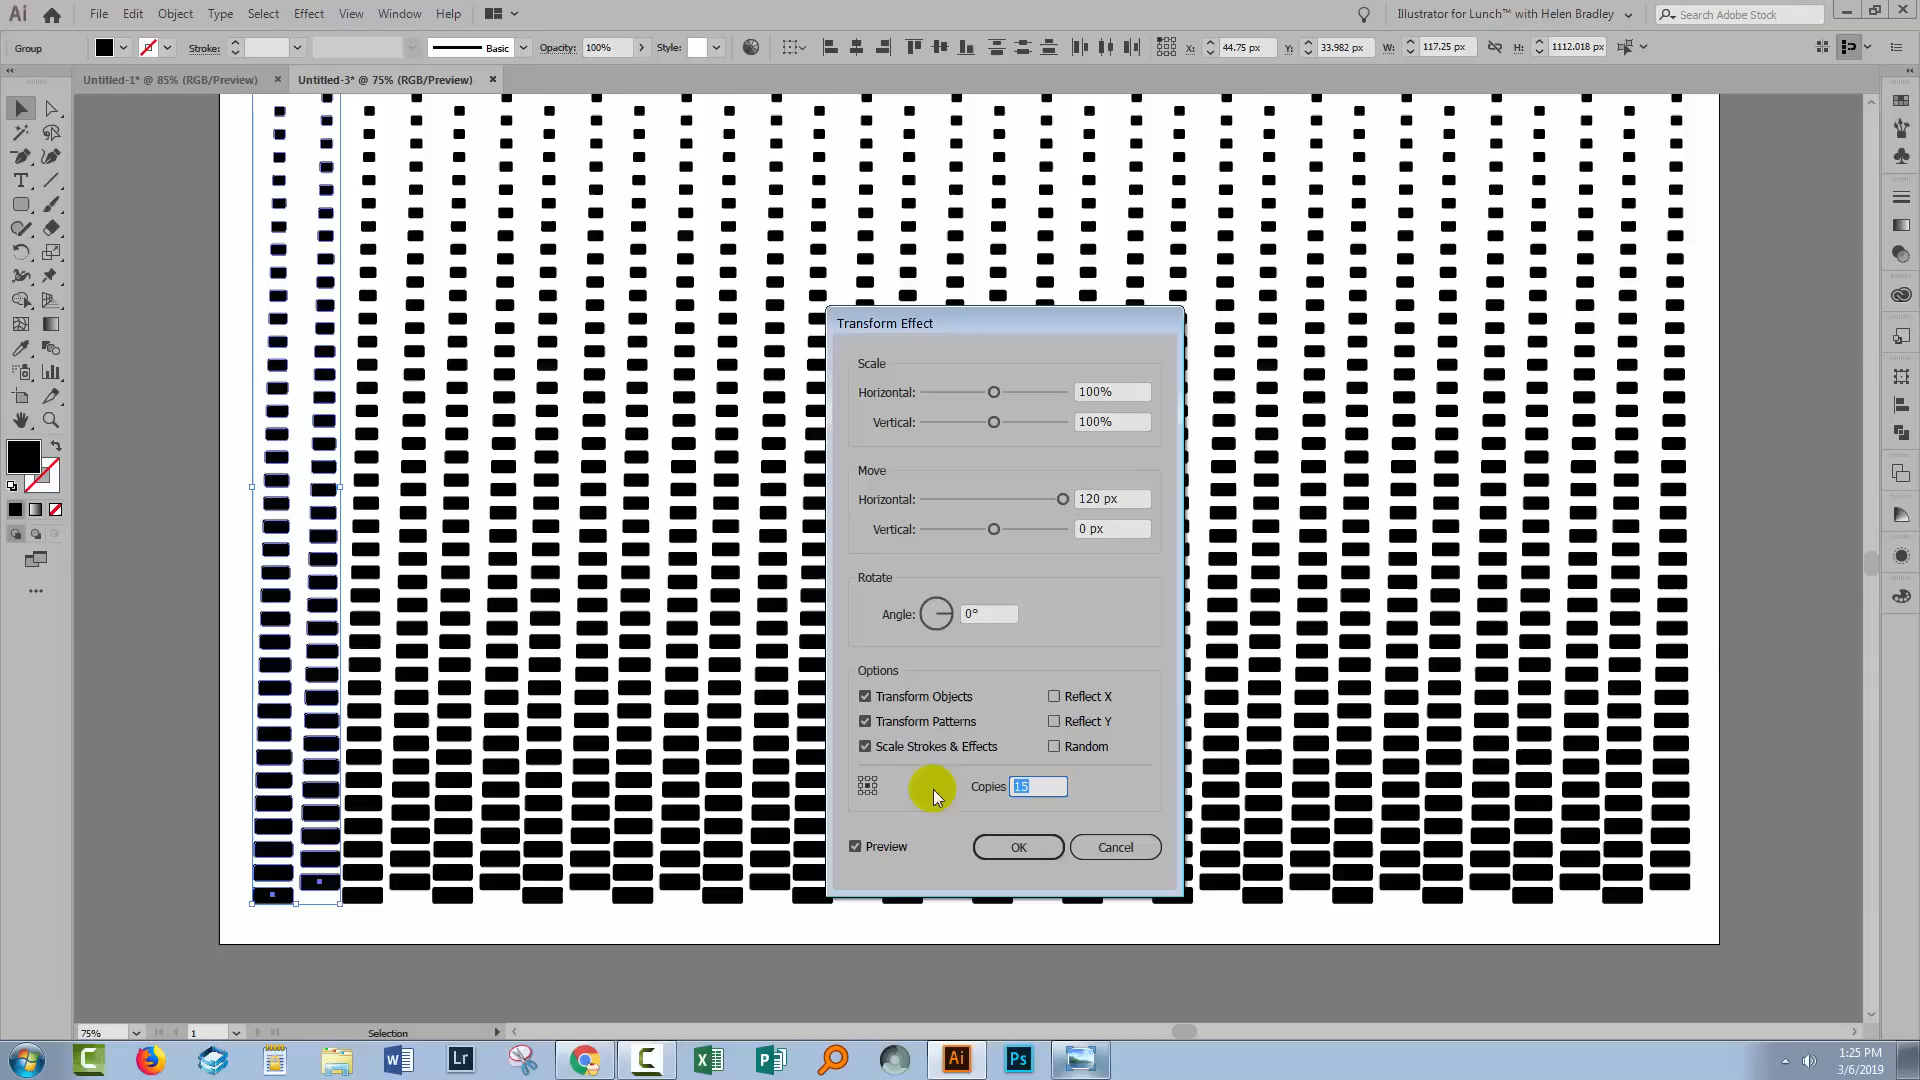 Ai File Edit Object Type Select Effect View Window Help Illustrator for Lunch™ with Helen Bradley Search Adobe Stock
Group Stroke: Basic Opacity: 100% Style: X: 44.75 px Y: 33.982 px W: 117.25 px H: 1112.018 px
Untitled-1* @ 85% (RGB/Preview) × Untitled-3* @ 75% (RGB/Preview) ×
Transform Effect
Scale
Horizontal: 100%
Vertical: 100%
Move
Horizontal: 120 px
Vertical: 0 px
Rotate
Angle: 0°
Options
Transform Objects Reflect X
Transform Patterns Reflect Y
Scale Strokes & Effects Random
Copies 15
Preview OK Cancel
75% 1 Selection
Lr Ai Ps
1:25 PM
3/6/2019